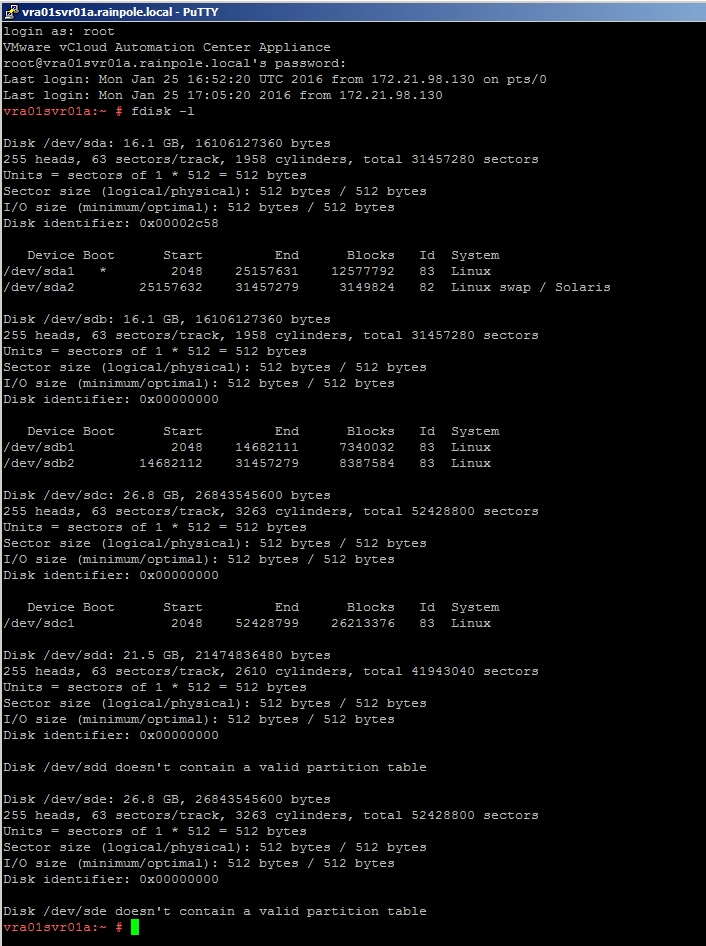 vra01svr01a.rainpole.local - PuTTY
login as: root
VMware vCloud Automation Center Appliance
root@vra01svr01a.rainpole.local's password:
Last login: Mon Jan 25 16:52:20 UTC 2016 from 172.21.98.130 on pts/0
Last login: Mon Jan 25 17:05:20 2016 from 172.21.98.130
vra01svr01a:~ # fdisk -l

Disk /dev/sda: 16.1 GB, 16106127360 bytes
255 heads, 63 sectors/track, 1958 cylinders, total 31457280 sectors
Units = sectors of 1 * 512 = 512 bytes
Sector size (logical/physical): 512 bytes / 512 bytes
I/O size (minimum/optimal): 512 bytes / 512 bytes
Disk identifier: 0x00002c58

   Device Boot      Start         End      Blocks   Id  System
/dev/sda1   *        2048    25157631    12577792   83  Linux
/dev/sda2        25157632    31457279     3149824   82  Linux swap / Solaris

Disk /dev/sdb: 16.1 GB, 16106127360 bytes
255 heads, 63 sectors/track, 1958 cylinders, total 31457280 sectors
Units = sectors of 1 * 512 = 512 bytes
Sector size (logical/physical): 512 bytes / 512 bytes
I/O size (minimum/optimal): 512 bytes / 512 bytes
Disk identifier: 0x00000000

   Device Boot      Start         End      Blocks   Id  System
/dev/sdb1            2048    14682111     7340032   83  Linux
/dev/sdb2        14682112    31457279     8387584   83  Linux

Disk /dev/sdc: 26.8 GB, 26843545600 bytes
255 heads, 63 sectors/track, 3263 cylinders, total 52428800 sectors
Units = sectors of 1 * 512 = 512 bytes
Sector size (logical/physical): 512 bytes / 512 bytes
I/O size (minimum/optimal): 512 bytes / 512 bytes
Disk identifier: 0x00000000

   Device Boot      Start         End      Blocks   Id  System
/dev/sdc1            2048    52428799    26213376   83  Linux

Disk /dev/sdd: 21.5 GB, 21474836480 bytes
255 heads, 63 sectors/track, 2610 cylinders, total 41943040 sectors
Units = sectors of 1 * 512 = 512 bytes
Sector size (logical/physical): 512 bytes / 512 bytes
I/O size (minimum/optimal): 512 bytes / 512 bytes
Disk identifier: 0x00000000

Disk /dev/sdd doesn't contain a valid partition table

Disk /dev/sde: 26.8 GB, 26843545600 bytes
255 heads, 63 sectors/track, 3263 cylinders, total 52428800 sectors
Units = sectors of 1 * 512 = 512 bytes
Sector size (logical/physical): 512 bytes / 512 bytes
I/O size (minimum/optimal): 512 bytes / 512 bytes
Disk identifier: 0x00000000

Disk /dev/sde doesn't contain a valid partition table
vra01svr01a:~ #